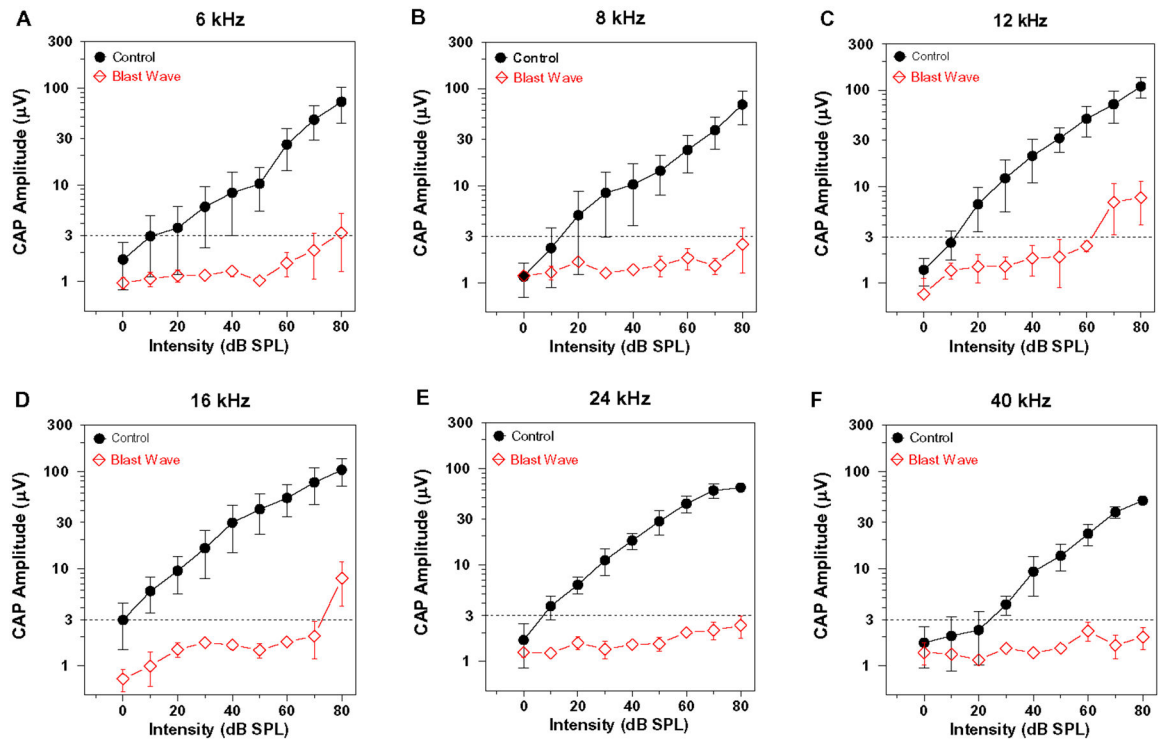 A
6 kHz
300
100
30
10
3
1
CAP Amplitude (μV)
Control
Blast Wave
0
20
40
60
80
Intensity (dB SPL)
B
8 kHz
300
100
30
10
3
1
CAP Amplitude (μV)
Control
Blast Wave
0
20
40
60
80
Intensity (dB SPL)
C
12 kHz
300
100
30
10
3
1
CAP Amplitude (μV)
Control
Blast Wave
0
20
40
60
80
Intensity (dB SPL)
D
16 kHz
300
100
30
10
3
1
CAP Amplitude (μV)
Control
Blast Wave
0
20
40
60
80
Intensity (dB SPL)
E
24 kHz
300
100
30
10
3
1
CAP Amplitude (μV)
Control
Blast Wave
0
20
40
60
80
Intensity (dB SPL)
F
40 kHz
300
100
30
10
3
1
CAP Amplitude (μV)
Control
Blast Wave
0
20
40
60
80
Intensity (dB SPL)